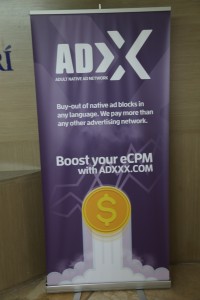 ADX
ADULT NATIVE AD NETWORK
Buy-out of native ad blocks in
any language. We pay more than
any other advertising network.
Boost your eCPM
with ADXXX.COM
$